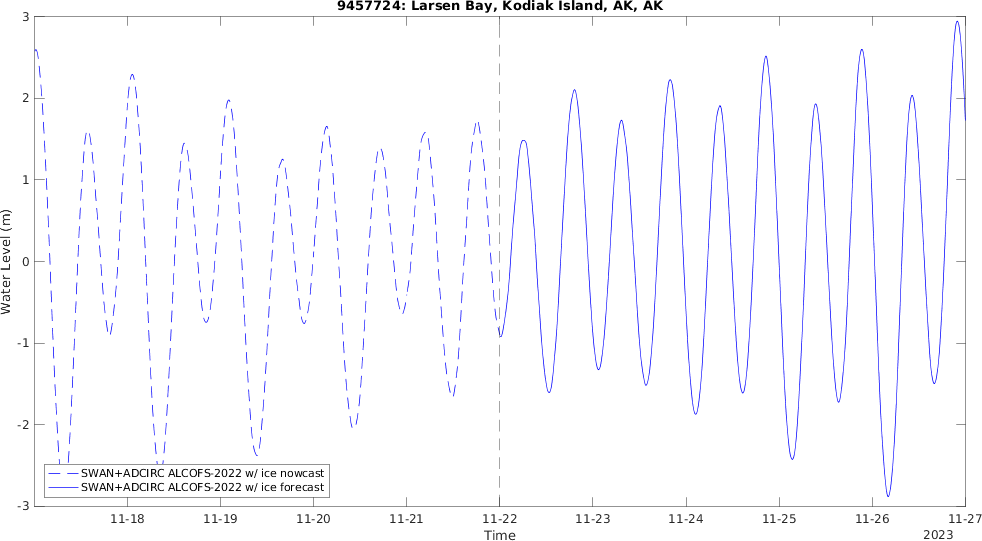 9457724: Larsen Bay, Kodiak Island, AK, AK
3
2
1
0
-1
-2
-3
Water Level (m)
SWAN+ADCIRC ALCOFS-2022 w/ ice nowcast
SWAN+ADCIRC ALCOFS-2022 w/ ice forecast
11-18 11-19 11-20 11-21 11-22 11-23 11-24 11-25 11-26 11-27
Time
2023